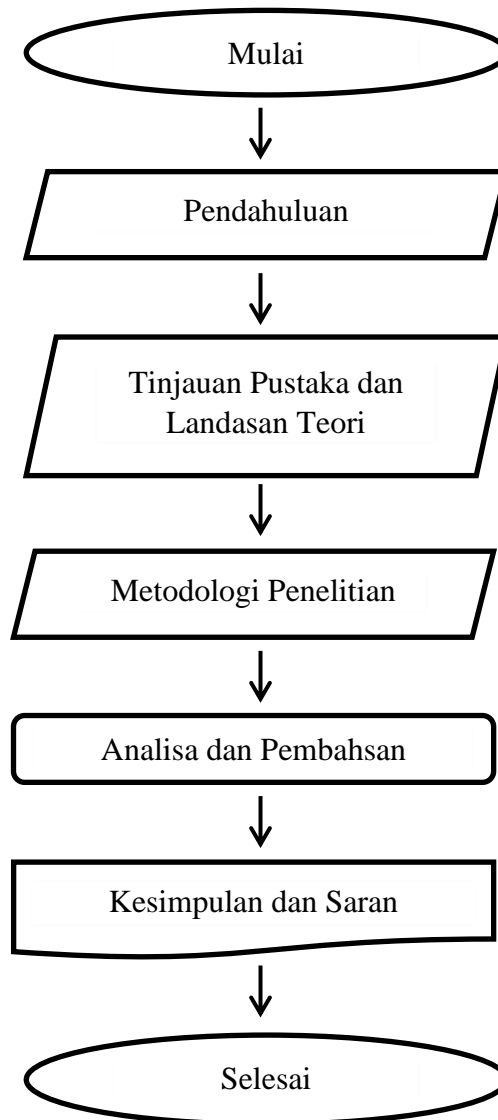 Mulai
Pendahuluan
Tinjauan Pustaka dan
Landasan Teori
Metodologi Penelitian
Analisa dan Pembahsan
Kesimpulan dan Saran
Selesai